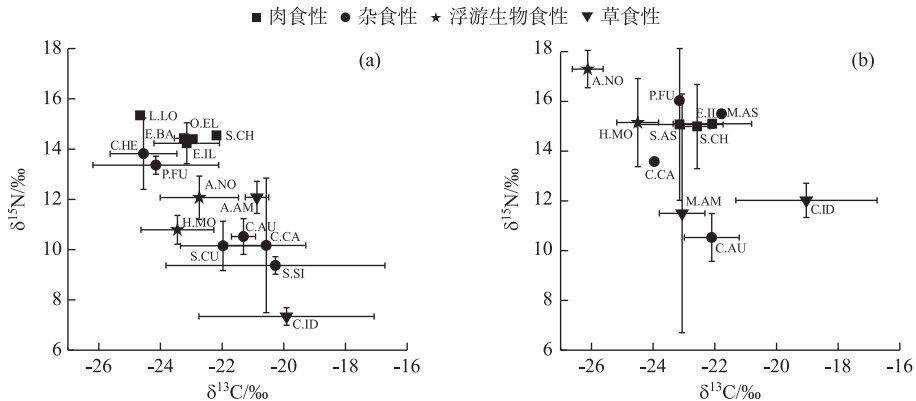 肉食性 杂食性 浮游生物食性 草食性
(a)
18
16
14
12
10
8
6
4
-26 -24 -22 -20 -18 -16
δ¹⁵N/‰
δ¹³C/‰
L.LO
O.EL
E.BA
S.CH
E.IL
C.HE
P.FU
A.NO
A.AM
H.MO
C.AU
C.CA
S.CU
S.SI
C.ID
(b)
18
16
14
12
10
8
6
4
-26 -24 -22 -20 -18 -16
δ¹⁵N/‰
δ¹³C/‰
A.NO
P.FU
E.IL
M.AS
H.MO
S.AS
S.CH
C.CA
M.AM
C.ID
C.AU